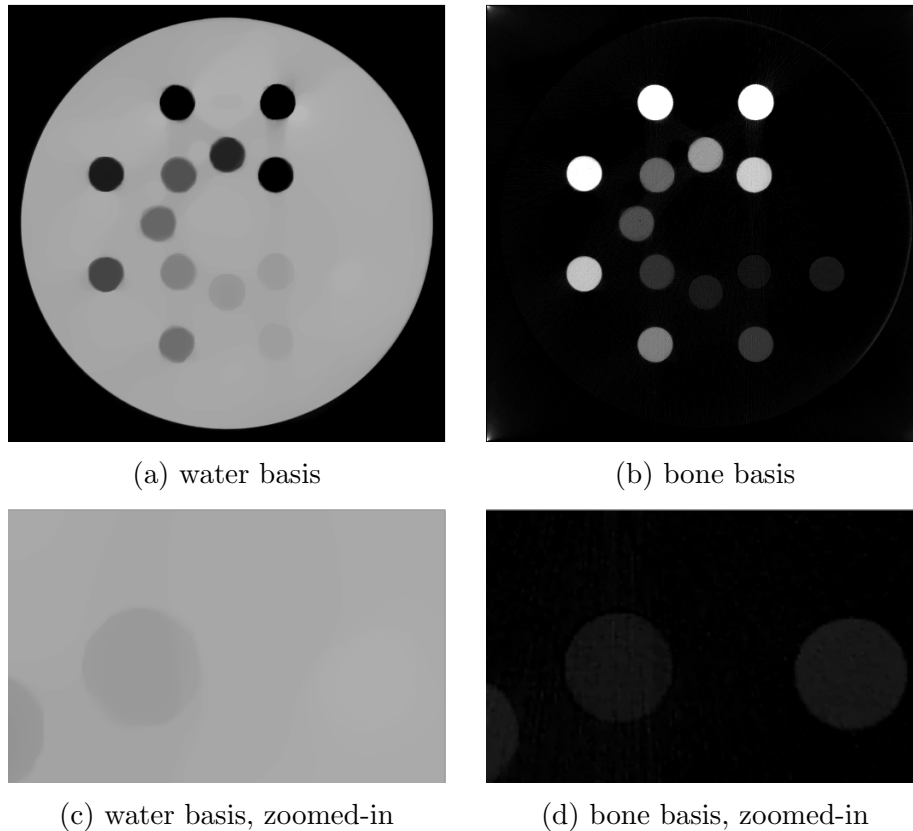 (a) water basis
(b) bone basis
(c) water basis, zoomed-in
(d) bone basis, zoomed-in